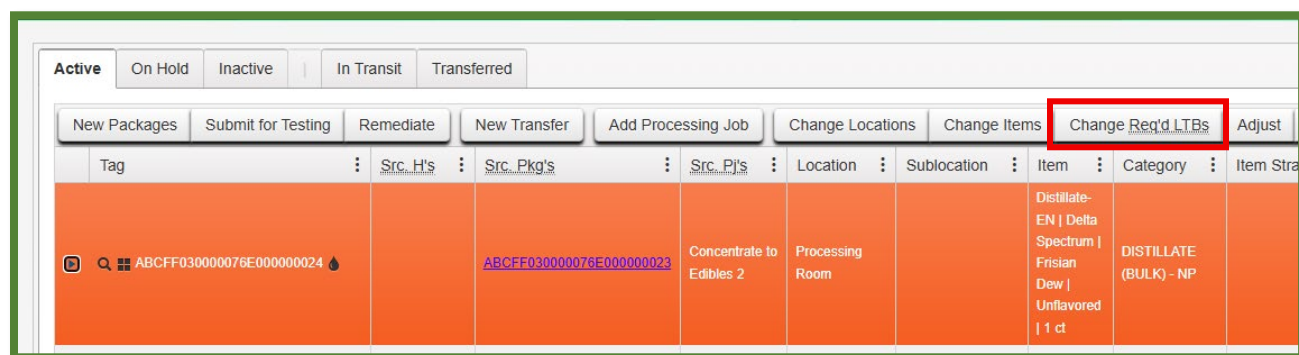 Active On Hold Inactive | In Transit Transferred
New Packages Submit for Testing Remediate New Transfer Add Processing Job Change Locations Change Items Change Req'd LTBs Adjust
Tag Src. H's Src. Pkg's Src. Pj's Location Sublocation Item Category Item Stra
ABCFF030000076E000000024 ABCFF030000076E000000023
Concentrate to
Edibles 2
Processing
Room
Distillate-
EN | Delta
Spectrum |
Frisian
Dew |
Unflavored
| 1 ct
DISTILLATE
(BULK) - NP